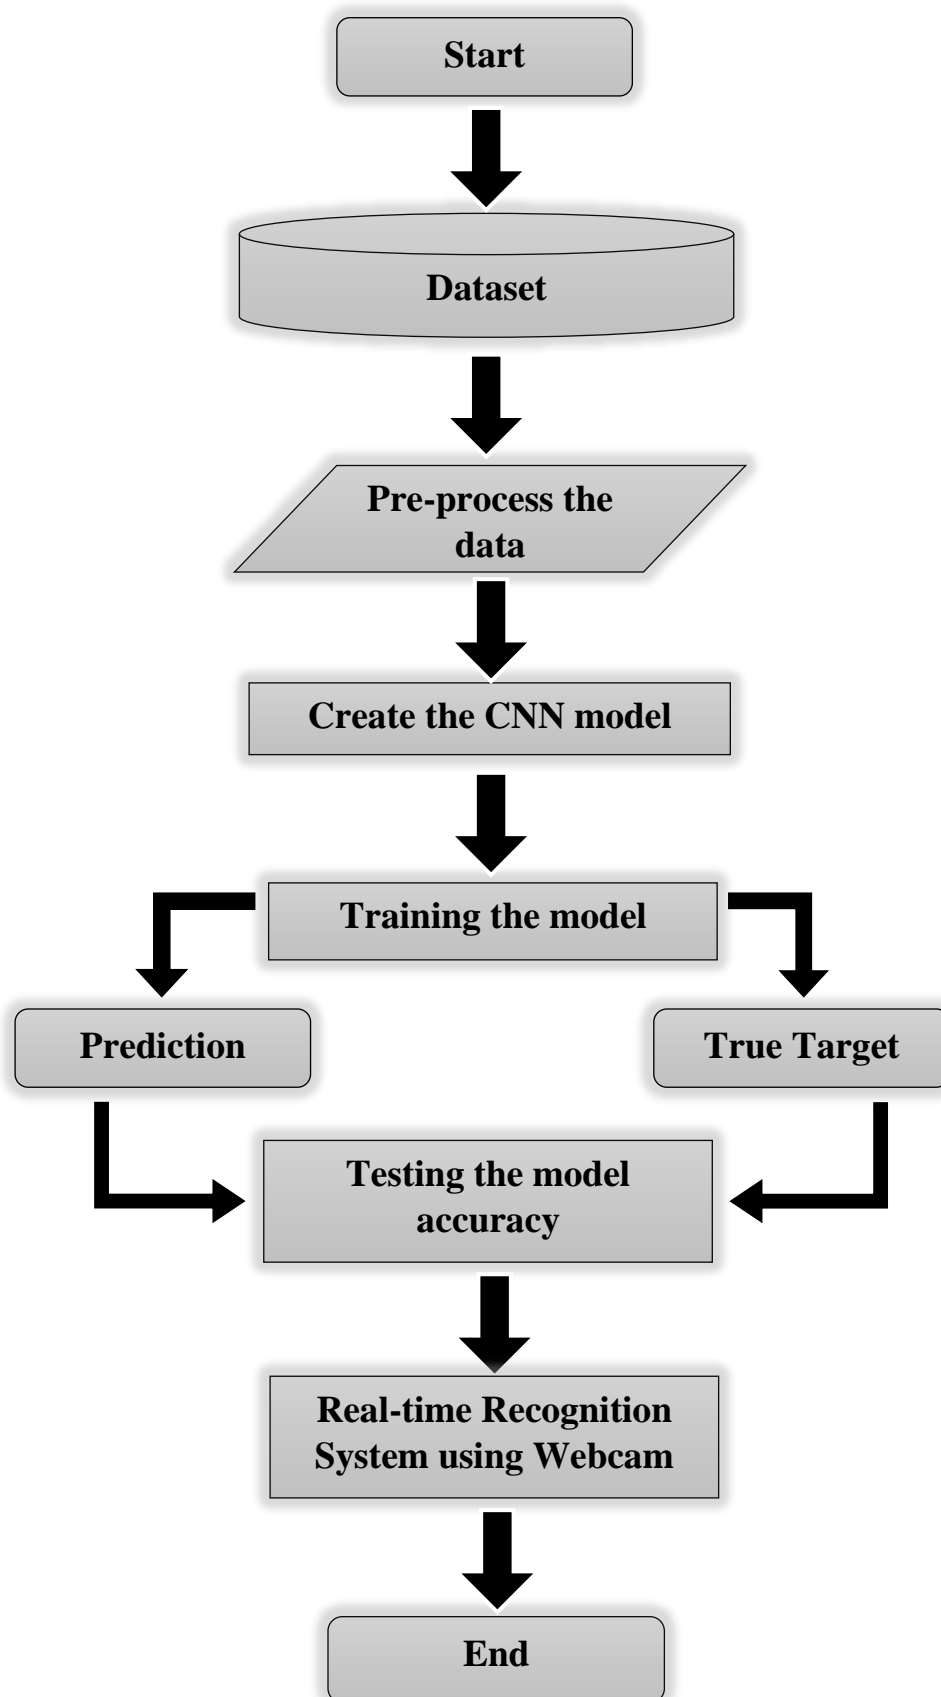 Start
Dataset
Pre-process the
data
Create the CNN model
Training the model
Prediction
True Target
Testing the model
accuracy
Real-time Recognition
System using Webcam
End